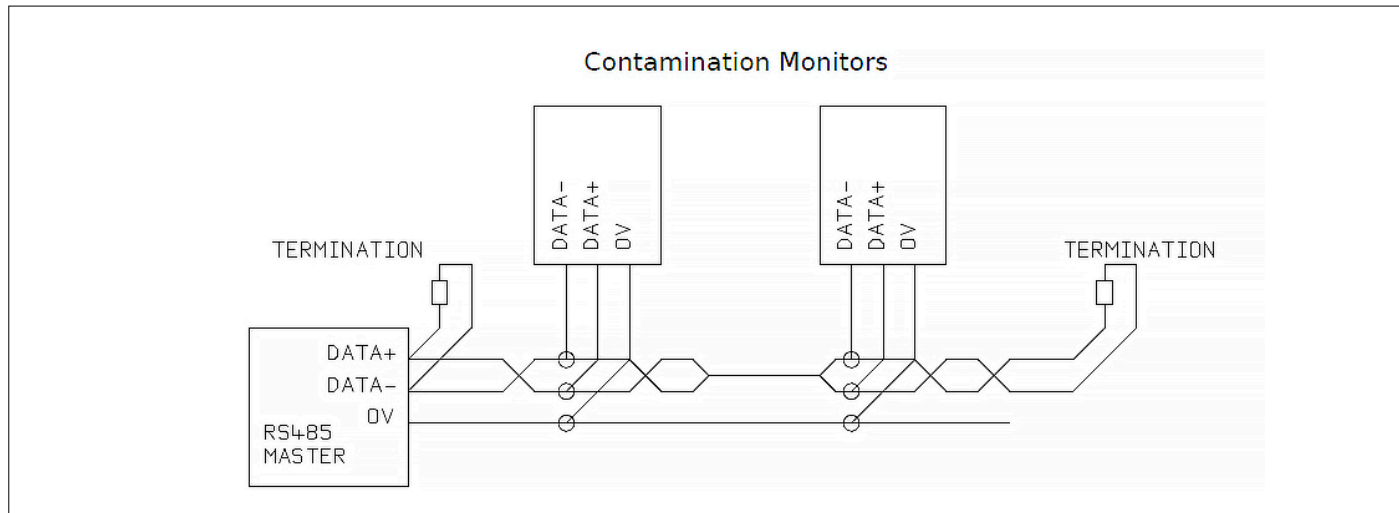 Contamination Monitors
DATA-
DATA+
0V
DATA-
DATA+
0V
TERMINATION
TERMINATION
DATA+
DATA-
0V
RS485
MASTER